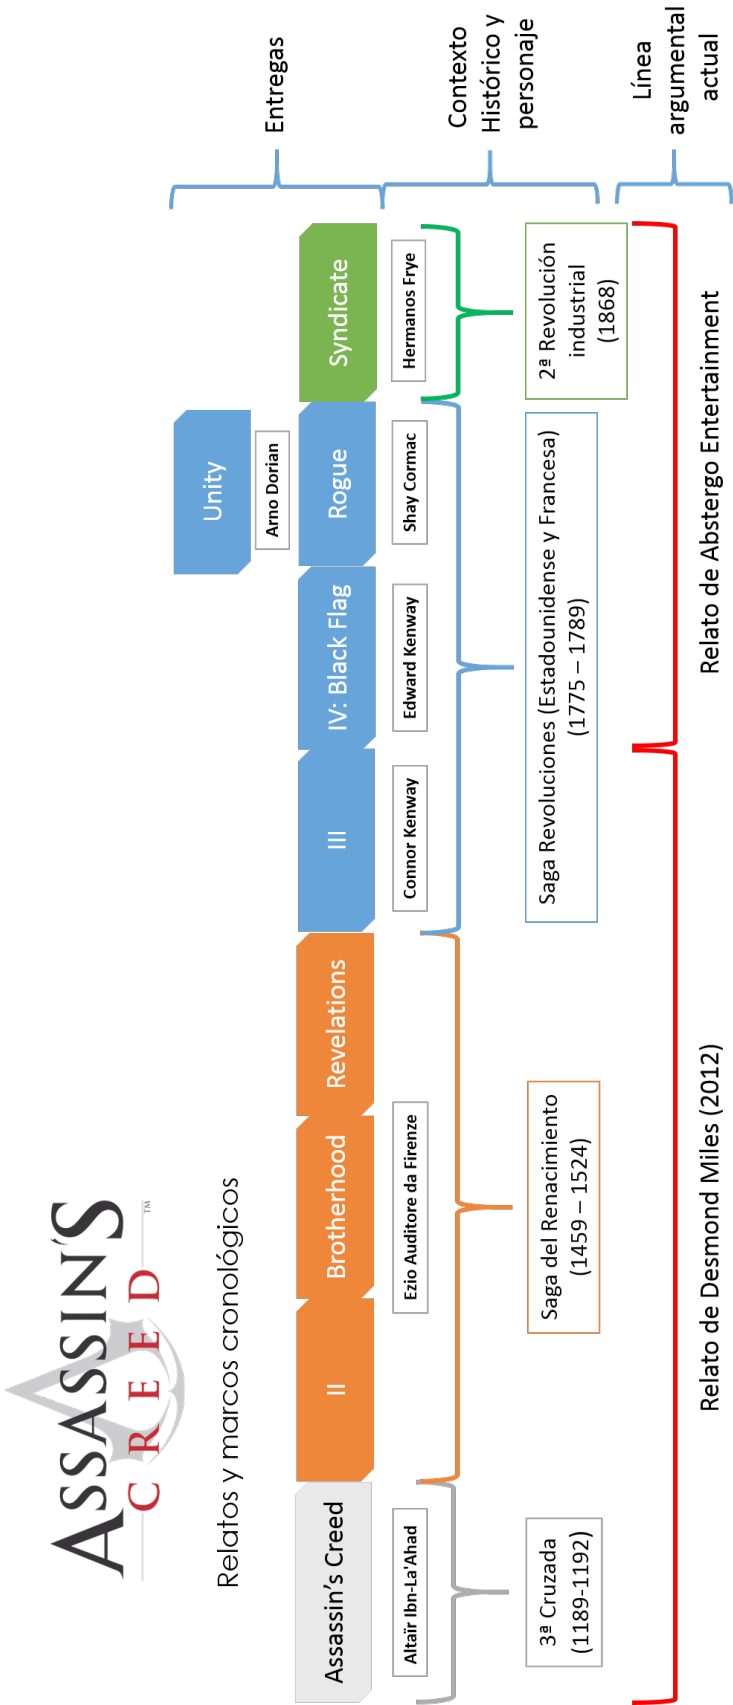 ASSASSIN'S
CREED™
Relatos y marcos cronológicos
Unity
Arno Dorian
Assassin's Creed
II
Brotherhood
Revelations
III
IV: Black Flag
Rogue
Syndicate
Entregas
Altaïr Ibn-La'Ahad
Ezio Auditore da Firenze
Connor Kenway
Edward Kenway
Shay Cormac
Hermanos Frye
Contexto
Histórico y
personaje
3ª Cruzada
(1189-1192)
Saga del Renacimiento
(1459 – 1524)
Saga Revoluciones (Estadounidense y Francesa)
(1775 – 1789)
2ª Revolución
industrial
(1868)
Línea
argumental
actual
Relato de Desmond Miles (2012)
Relato de Abstergo Entertainment